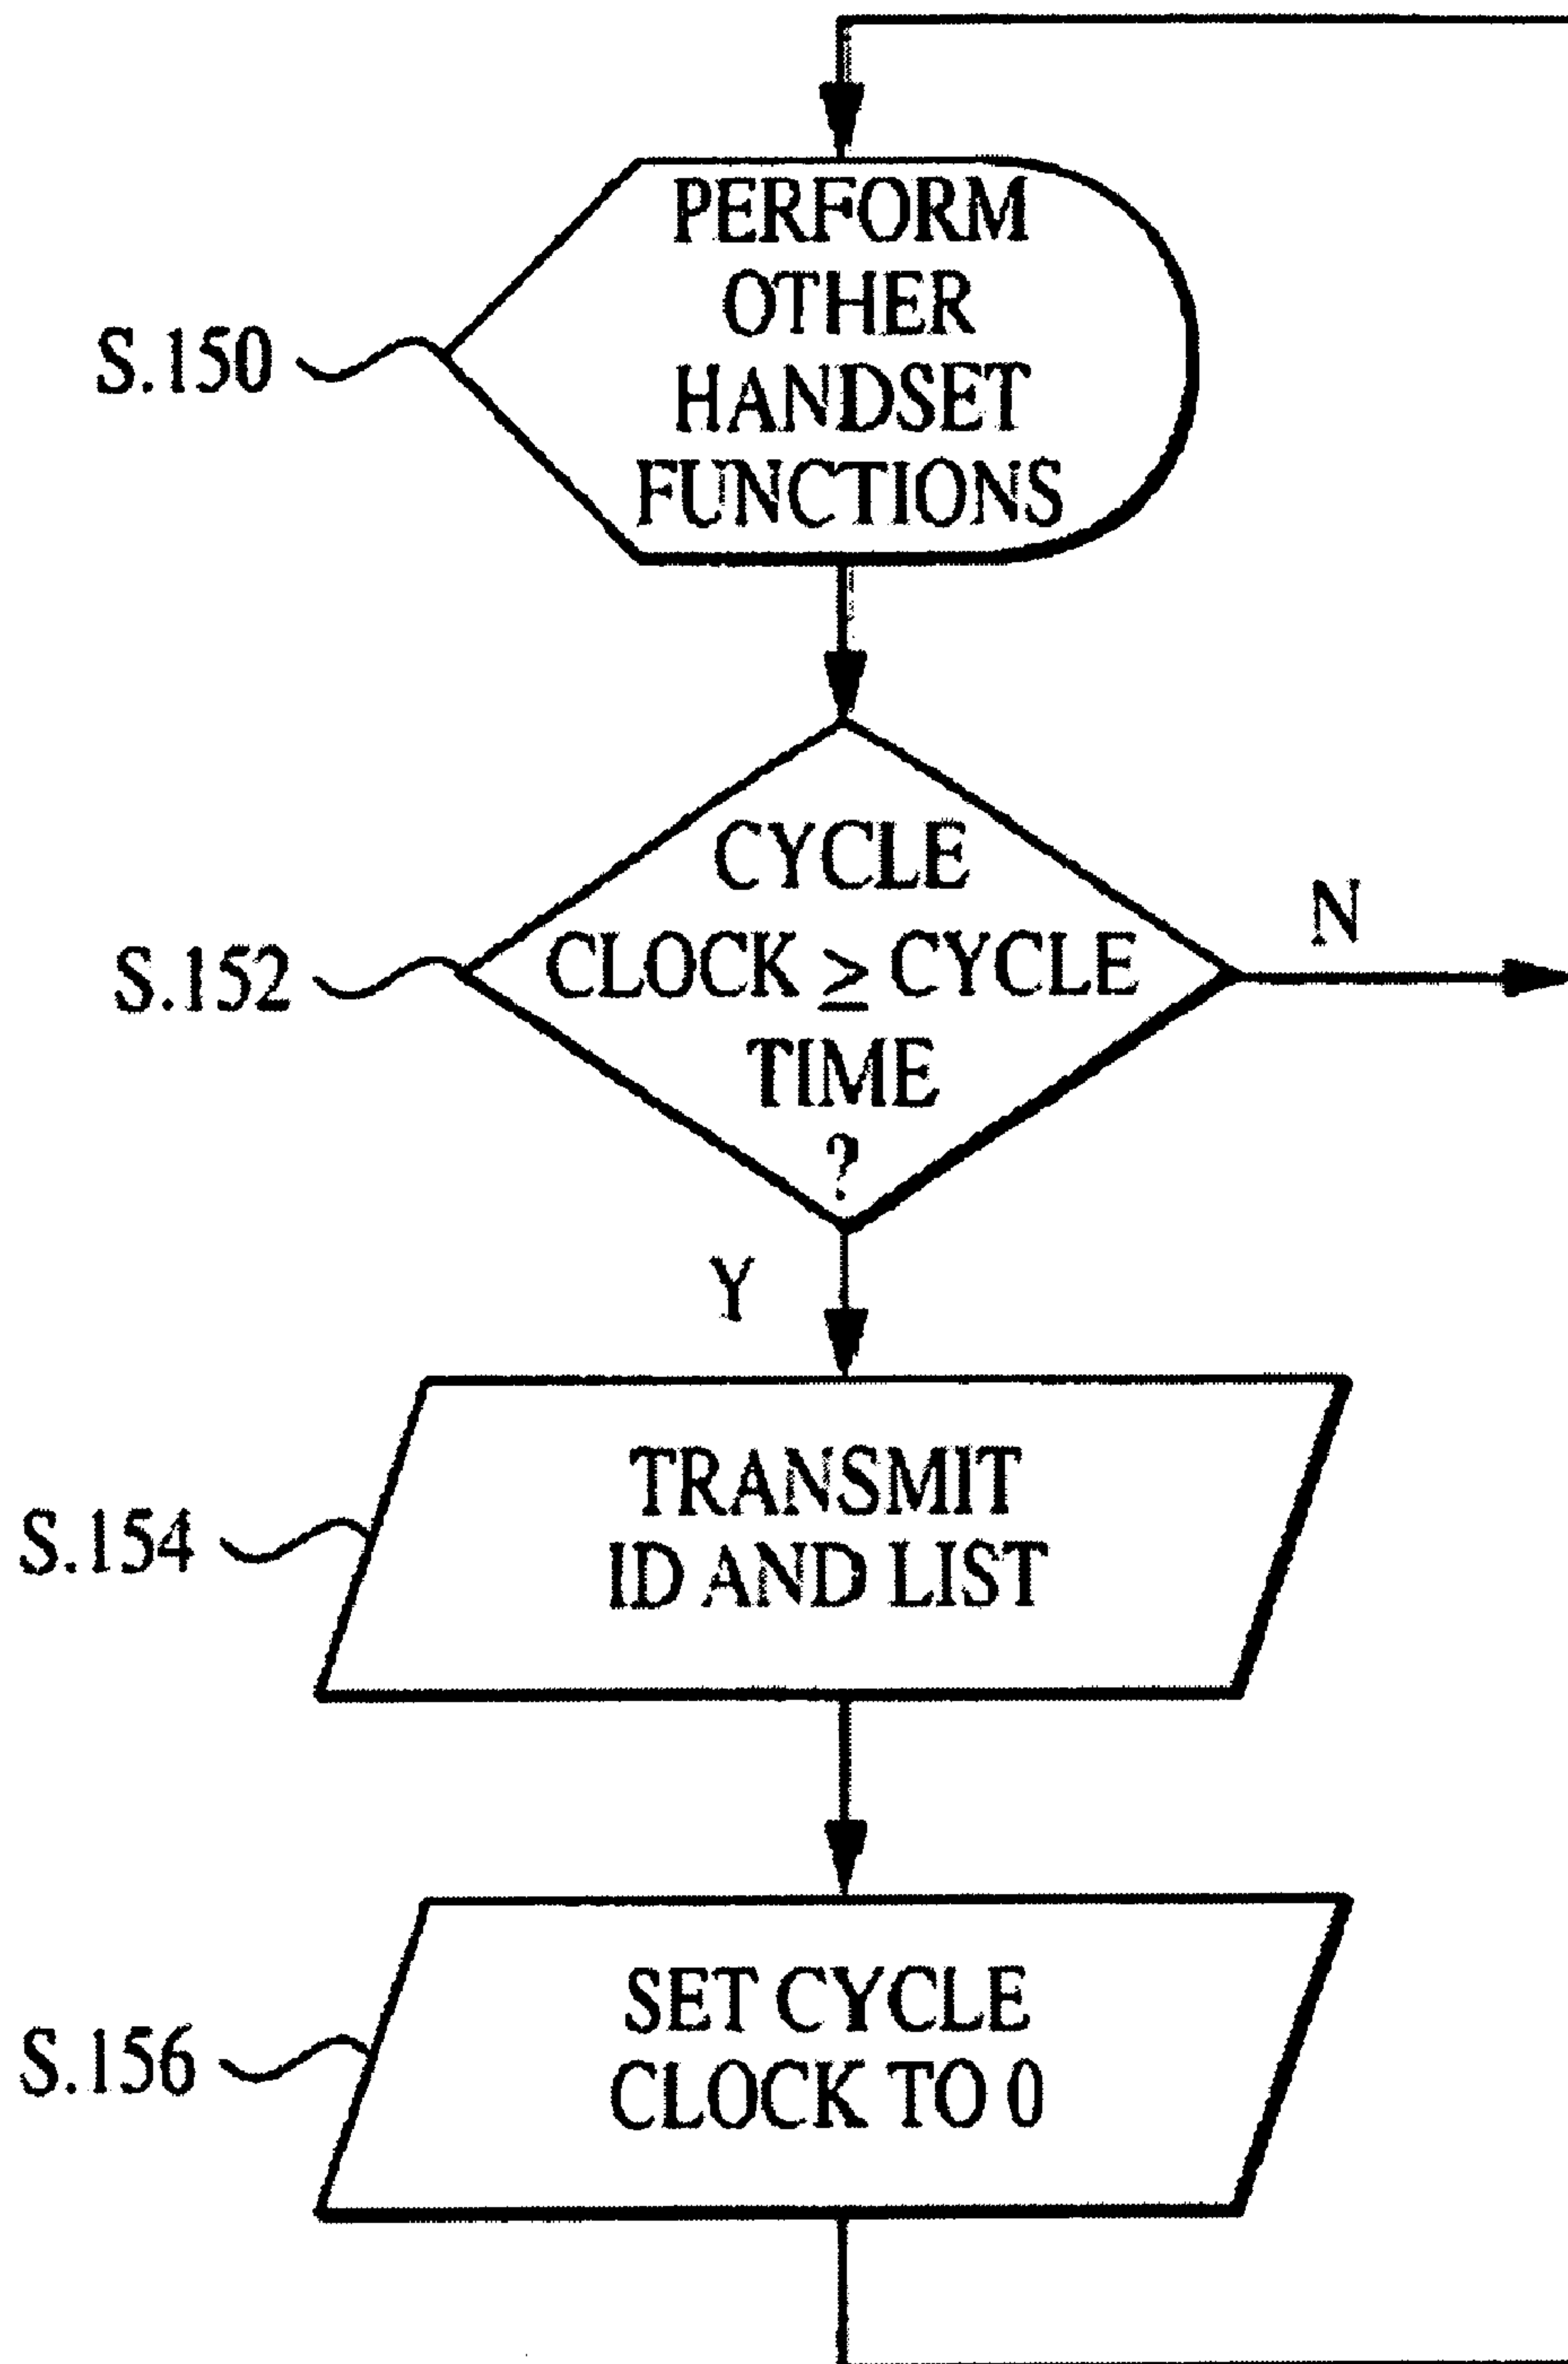 PERFORM
OTHER
HANDSET
FUNCTIONS
S.150
CYCLE
CLOCK ≥ CYCLE
TIME
?
S.152
N
Y
TRANSMIT
ID AND LIST
S.154
SET CYCLE
CLOCK TO 0
S.156